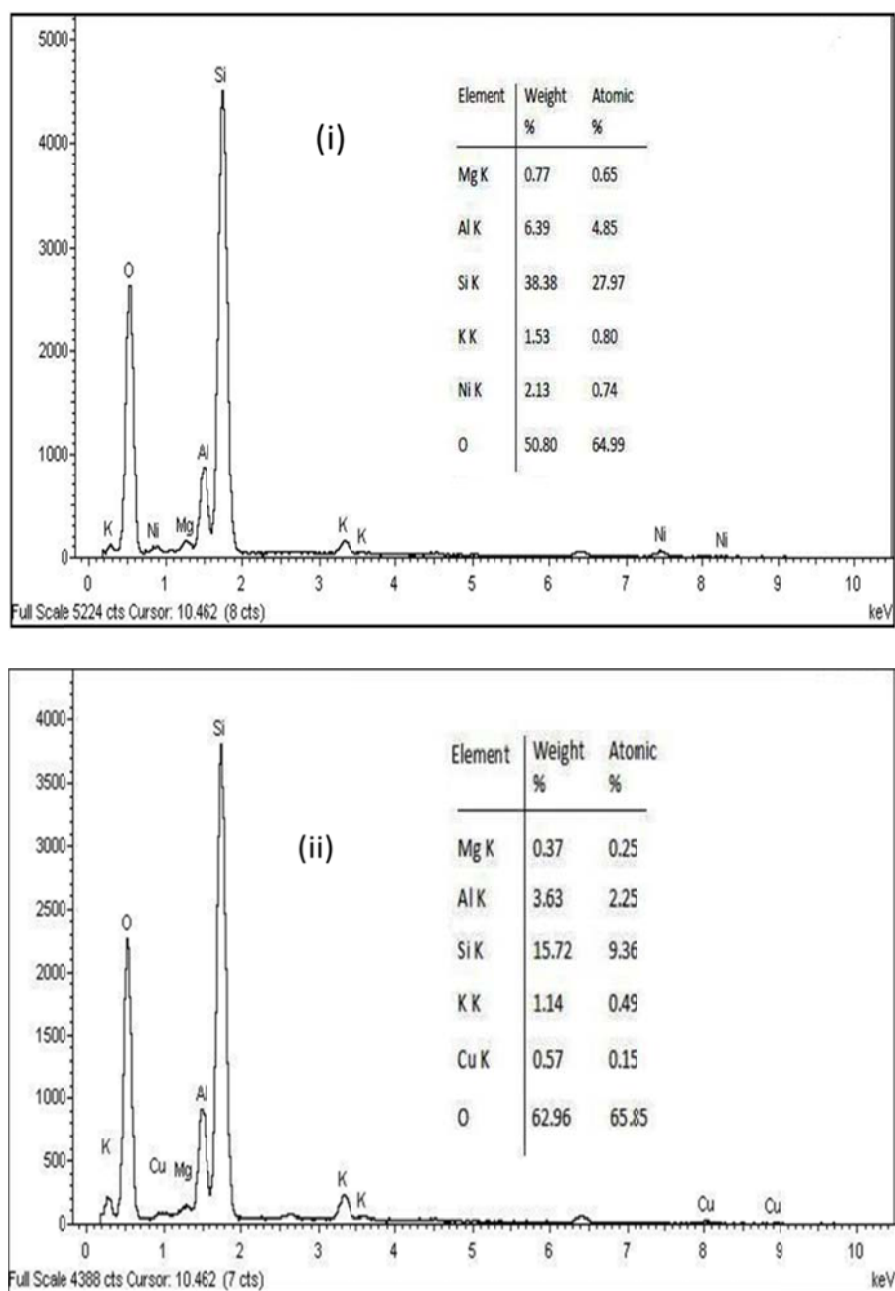 5000
Si
Element Weight Atomic
% %
(i)
4000
Mg K 0.77 0.65
Al K 6.39 4.85
3000
O
Si K 38.38 27.97
K K 1.53 0.80
2000
Ni K 2.13 0.74
O 50.80 64.99
1000
Al
K Ni Mg K K Ni Ni
0
0 1 2 3 4 5 6 7 8 9 10
Full Scale 5224 cts Cursor: 10.462 (8 cts) keV
4000
Si
Element Weight Atomic
% %
3500
(ii)
Mg K 0.37 0.25
3000
Al K 3.63 2.25
2500
O
Si K 15.72 9.36
2000
K K 1.14 0.49
Cu K 0.57 0.15
1500
O 62.96 65.85
1000
Al
K Cu Mg K K Cu Cu
500
0
0 1 2 3 4 5 6 7 8 9 10
Full Scale 4388 cts Cursor: 10.462 (7 cts) keV